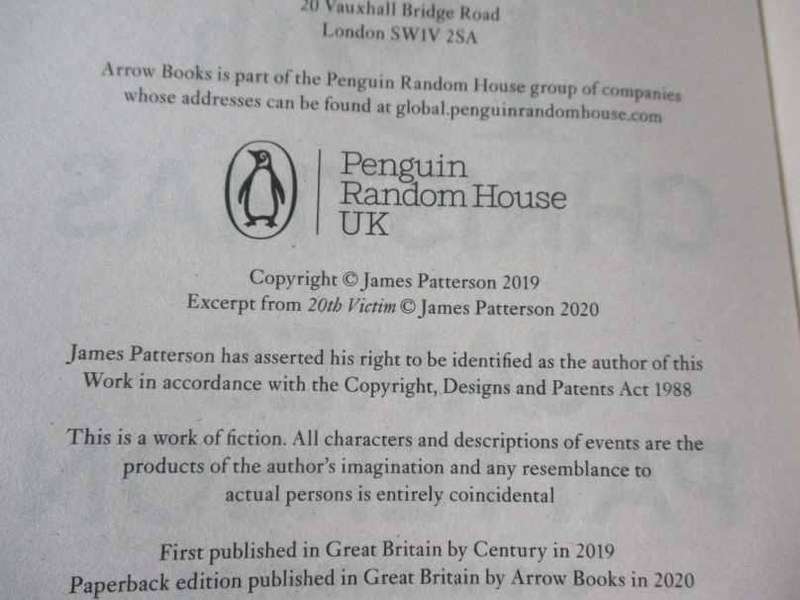 20 Vauxhall Bridge Road
London SW1V 2SA
Arrow Books is part of the Penguin Random House group of companies
whose addresses can be found at global.penguinrandomhouse.com
Penguin
Random House
UK
Copyright © James Patterson 2019
Excerpt from 20th Victim © James Patterson 2020
James Patterson has asserted his right to be identified as the author of this
Work in accordance with the Copyright, Designs and Patents Act 1988
This is a work of fiction. All characters and descriptions of events are the
products of the author's imagination and any resemblance to
actual persons is entirely coincidental
First published in Great Britain by Century in 2019
Paperback edition published in Great Britain by Arrow Books in 2020